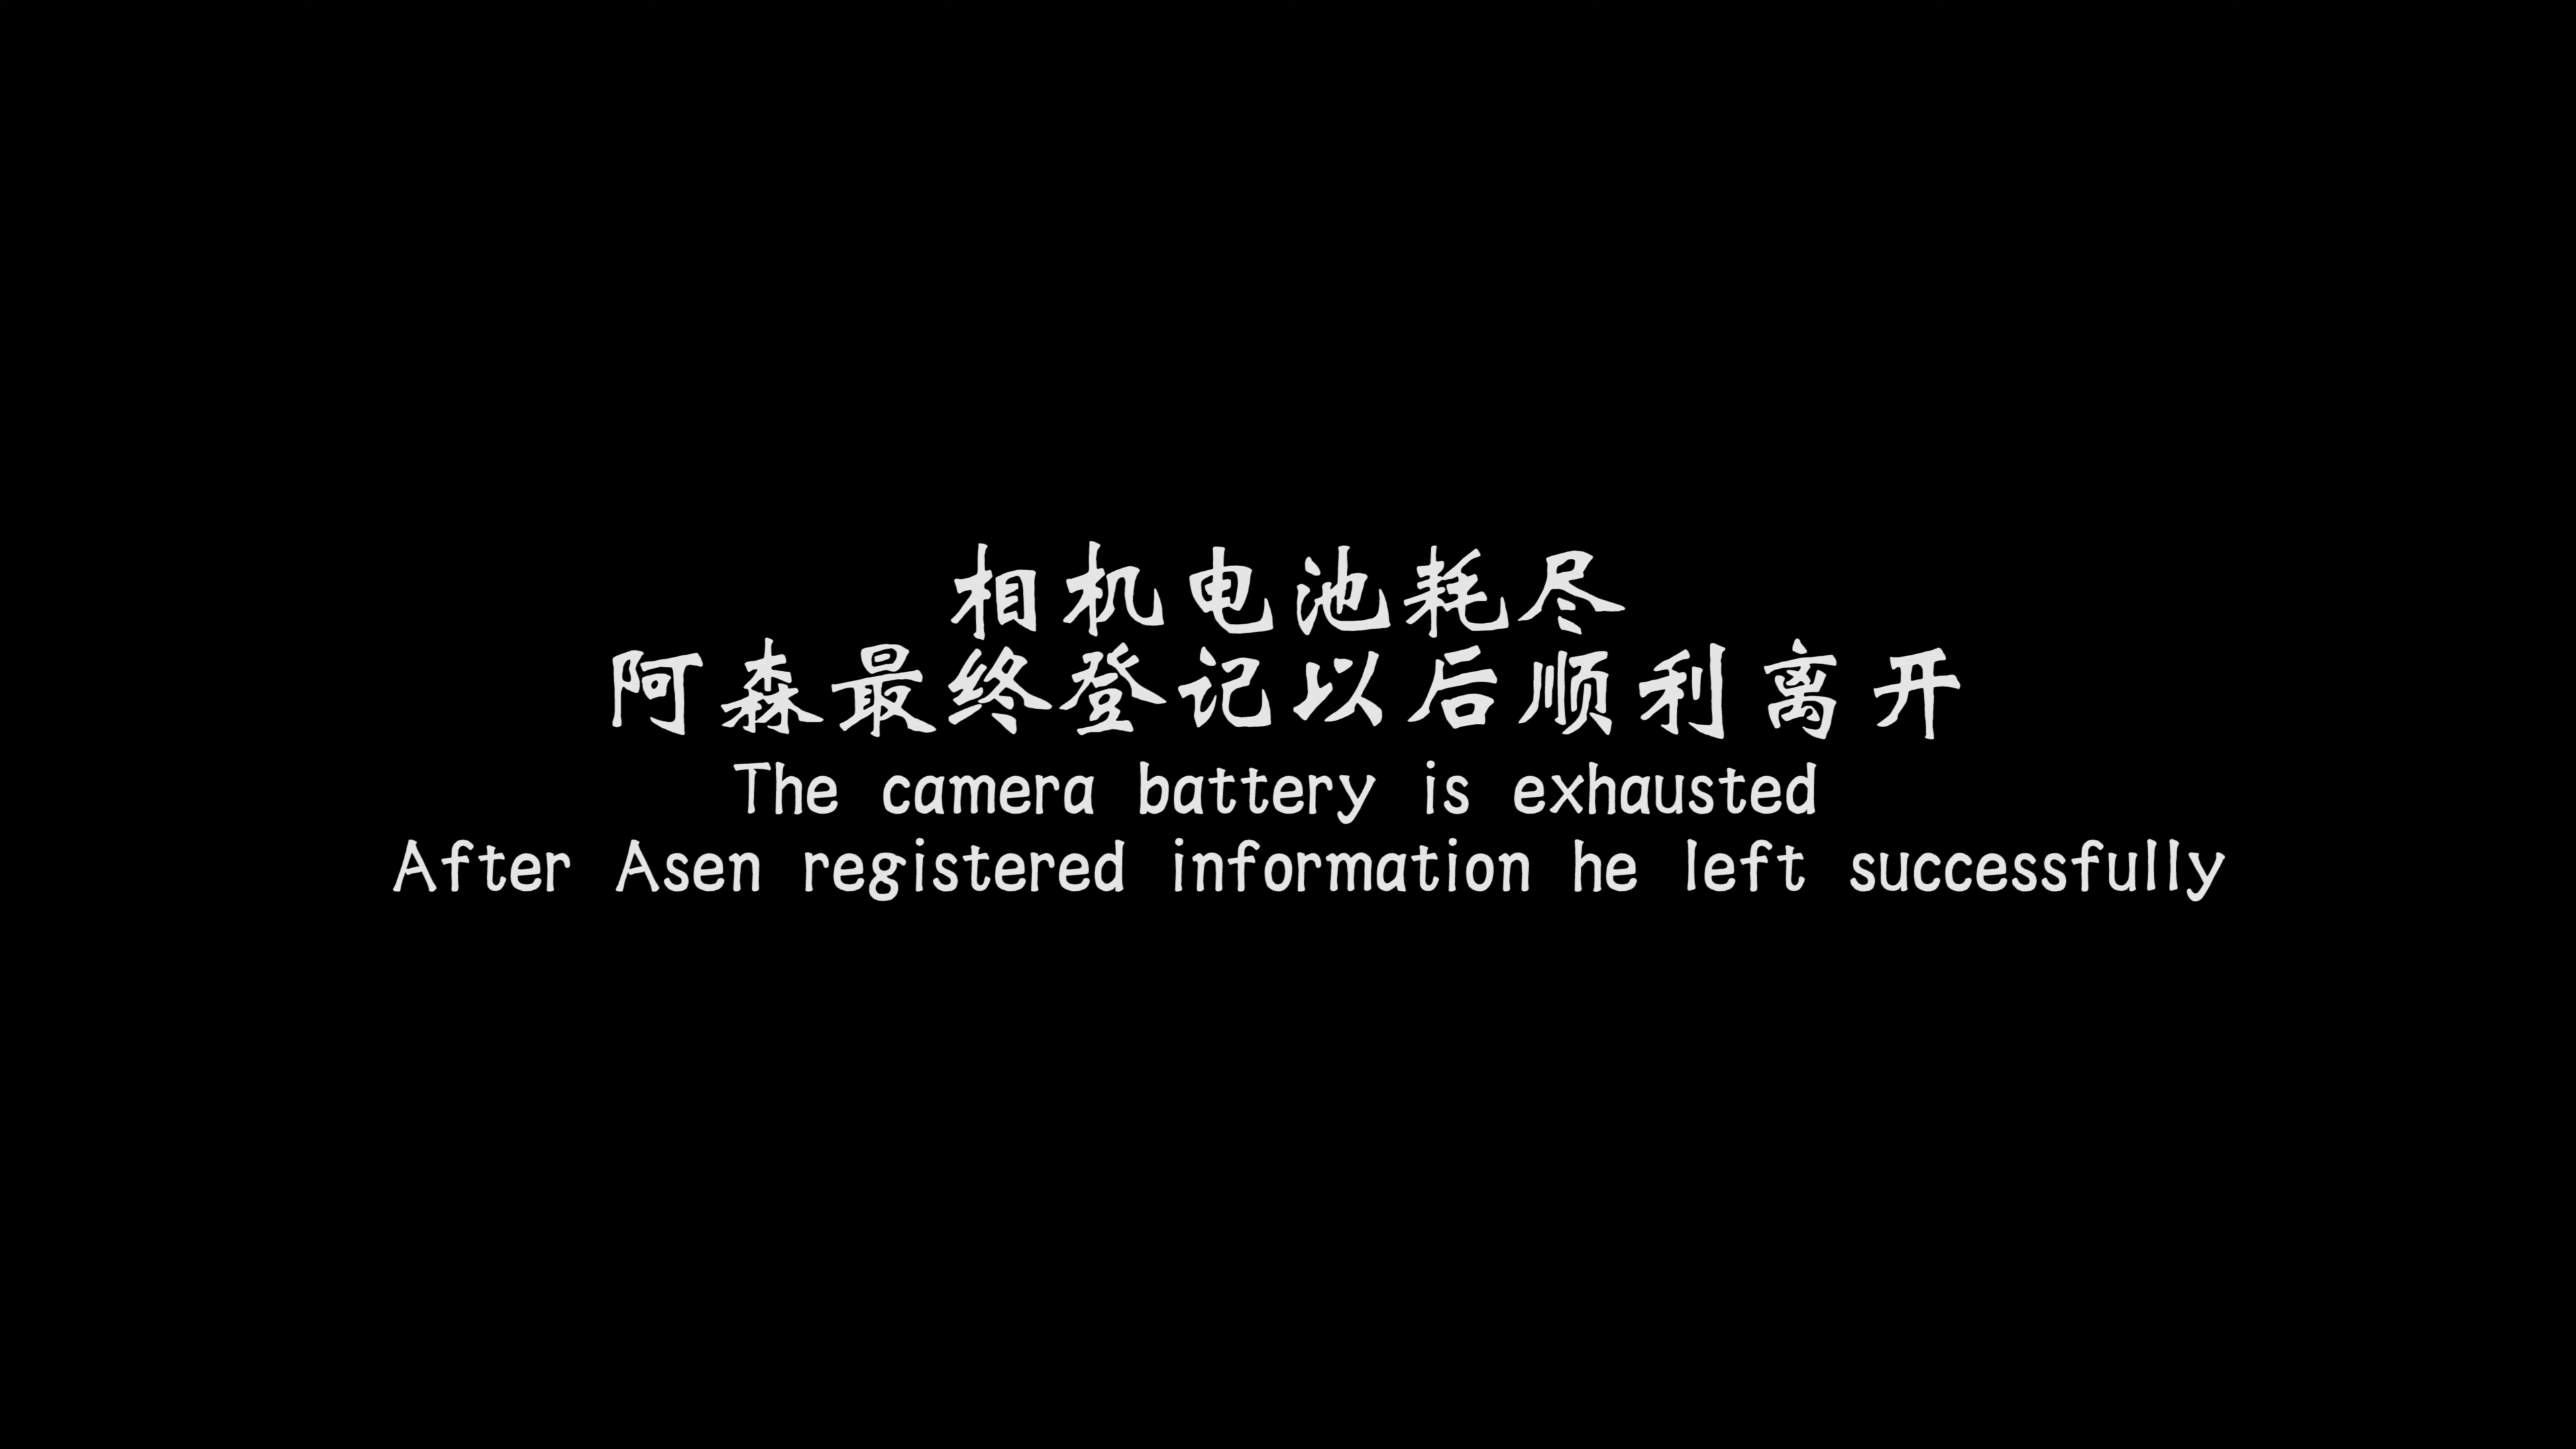 相机电池耗尽
阿森最终登记以后顺利离开
The camera battery is exhausted
After Asen registered information he left successfully